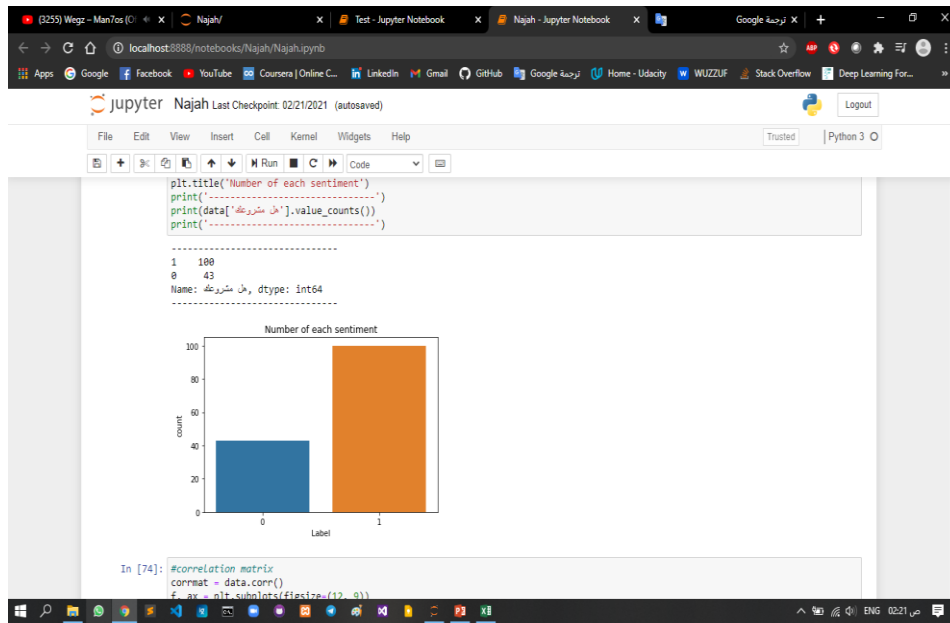 (3255) Wegz – Man7os (O
Najah/
Test - Jupyter Notebook
Najah - Jupyter Notebook
ترجمة Google
localhost:8888/notebooks/Najah/Najah.ipynb
ABP
Apps
Google
Facebook
YouTube
Coursera | Online C...
LinkedIn
Gmail
GitHub
ترجمة Google
Home - Udacity
WUZZUF
Stack Overflow
Deep Learning For...
»
jupyter Najah Last Checkpoint: 02/21/2021 (autosaved)
Logout
File Edit View Insert Cell Kernel Widgets Help
Trusted
Python 3
Run
Code
plt.title('Number of each sentiment')
print('------------------------------')
print(data['هل مشروعك'].value_counts())
print('------------------------------')
------------------------------
1 100
0 43
Name: هل مشروعك, dtype: int64
------------------------------
Number of each sentiment
100
80
60
40
20
0
count
0 1
Label
In [74]: #correlation matrix
corrmat = data.corr()
f, ax = plt.subplots(figsize=(12, 9))
ENG 02:21 ص